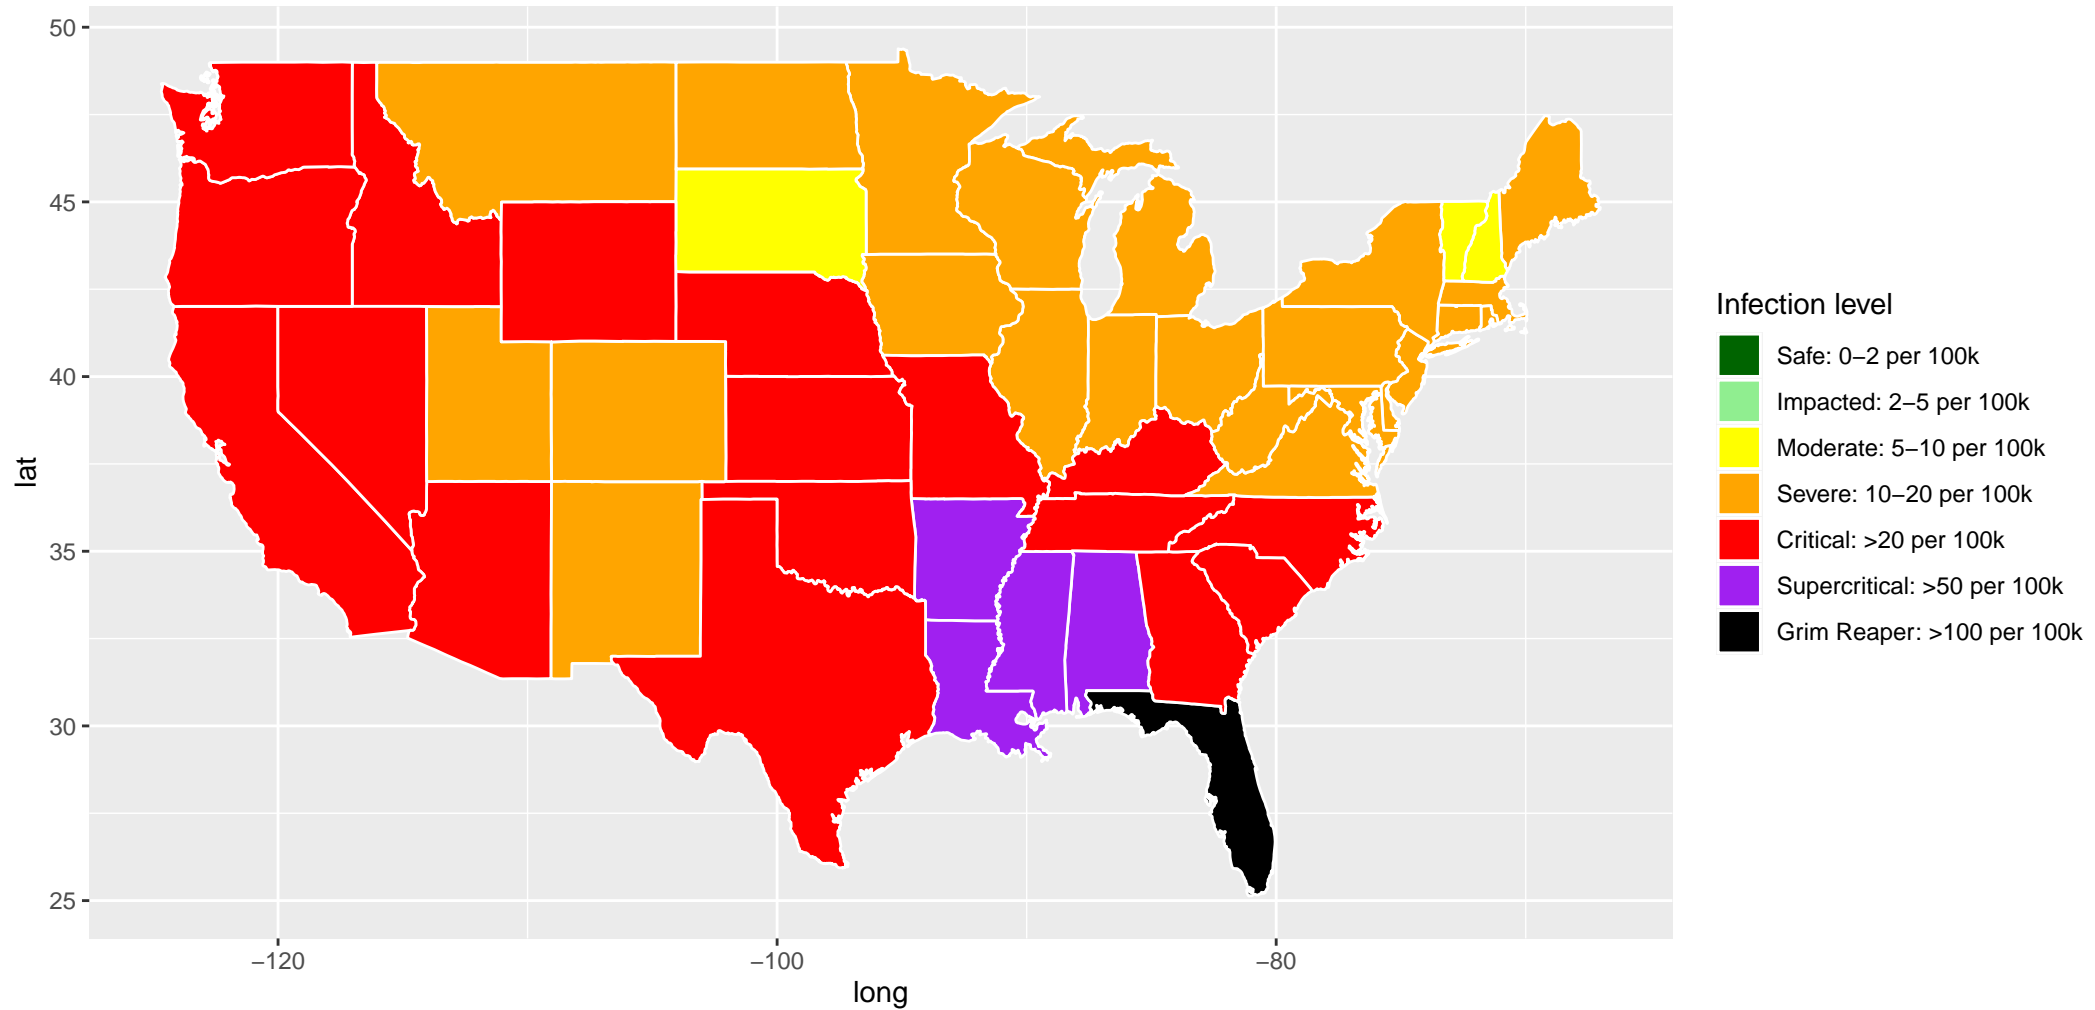 50
45
40
35
30
25
lat
−120
−100
−80
long
Infection level
Safe: 0−2 per 100k
Impacted: 2−5 per 100k
Moderate: 5−10 per 100k
Severe: 10−20 per 100k
Critical: >20 per 100k
Supercritical: >50 per 100k
Grim Reaper: >100 per 100k